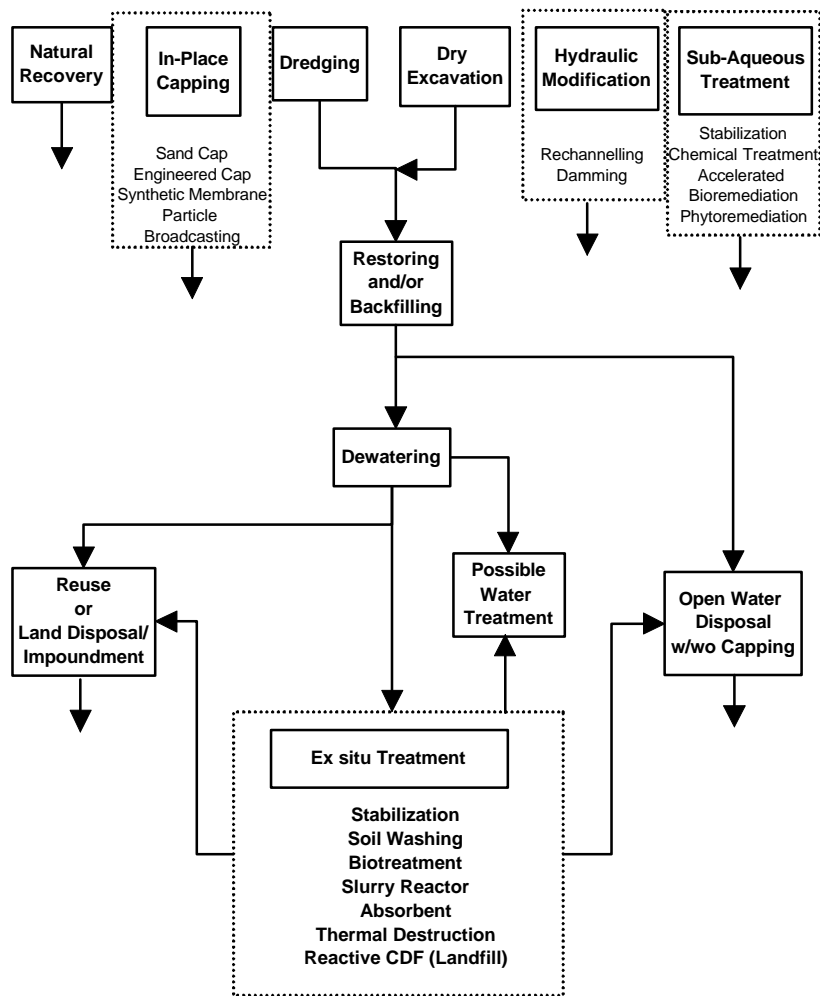 Natural
Recovery
In-Place
Capping
Sand Cap
Engineered Cap
Synthetic Membrane
Particle
Broadcasting
Dredging
Dry
Excavation
Hydraulic
Modification
Rechannelling
Damming
Sub-Aqueous
Treatment
Stabilization
Chemical Treatment
Accelerated
Bioremediation
Phytoremediation
Restoring
and/or
Backfilling
Dewatering
Reuse
or
Land Disposal/
Impoundment
Possible
Water
Treatment
Open Water
Disposal
w/wo Capping
Ex situ Treatment
Stabilization
Soil Washing
Biotreatment
Slurry Reactor
Absorbent
Thermal Destruction
Reactive CDF (Landfill)